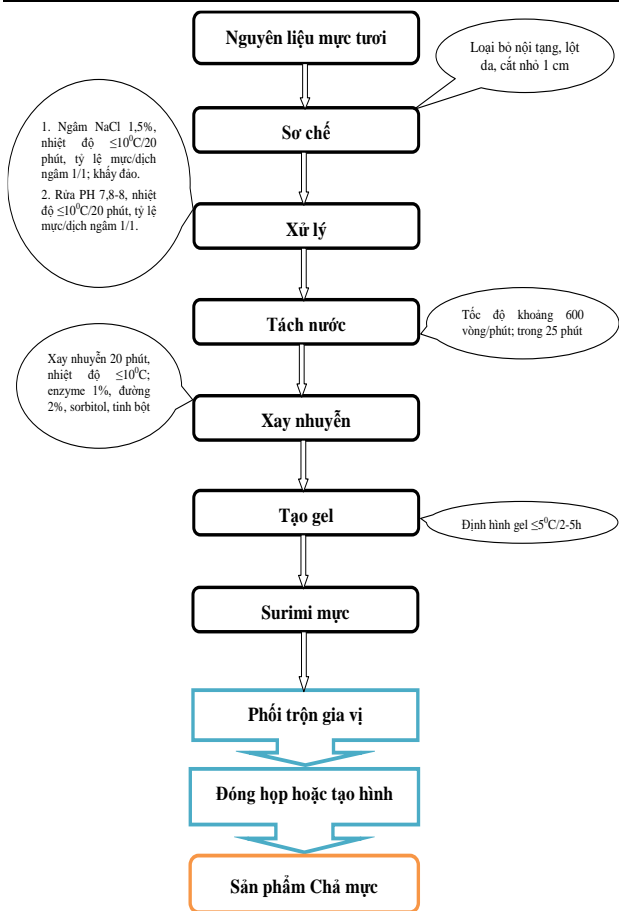 Nguyên liệu mực tươi
Loại bỏ nội tạng, lột
da, cắt nhỏ 1 cm
Sơ chế
1. Ngâm NaCl 1,5%,
nhiệt độ ≤10⁰C/20
phút, tỷ lệ mực/dịch
ngâm 1/1; khẩy đảo.
2. Rửa PH 7,8-8, nhiệt
độ ≤10⁰C/20 phút, tỷ lệ
mực/dịch ngâm 1/1.
Xử lý
Tách nước
Tốc độ khoảng 600
vòng/phút; trong 25 phút
Xay nhuyễn 20 phút,
nhiệt độ ≤10⁰C;
enzyme 1%, đường
2%, sorbitol, tinh bột
Xay nhuyễn
Tạo gel
Định hình gel ≤5⁰C/2-5h
Surimi mực
Phối trộn gia vị
Đóng họp hoặc tạo hình
Sản phẩm Chả mực